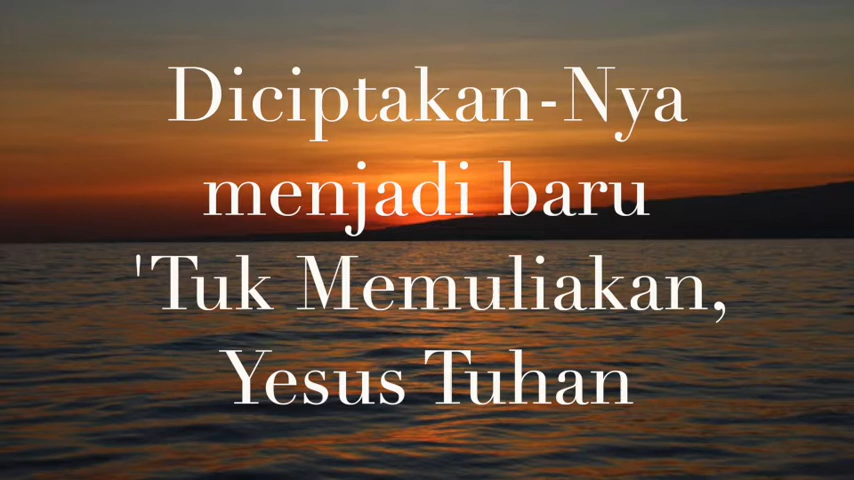 Diciptakan-Nya
menjadi baru
'Tuk Memuliakan,
Yesus Tuhan